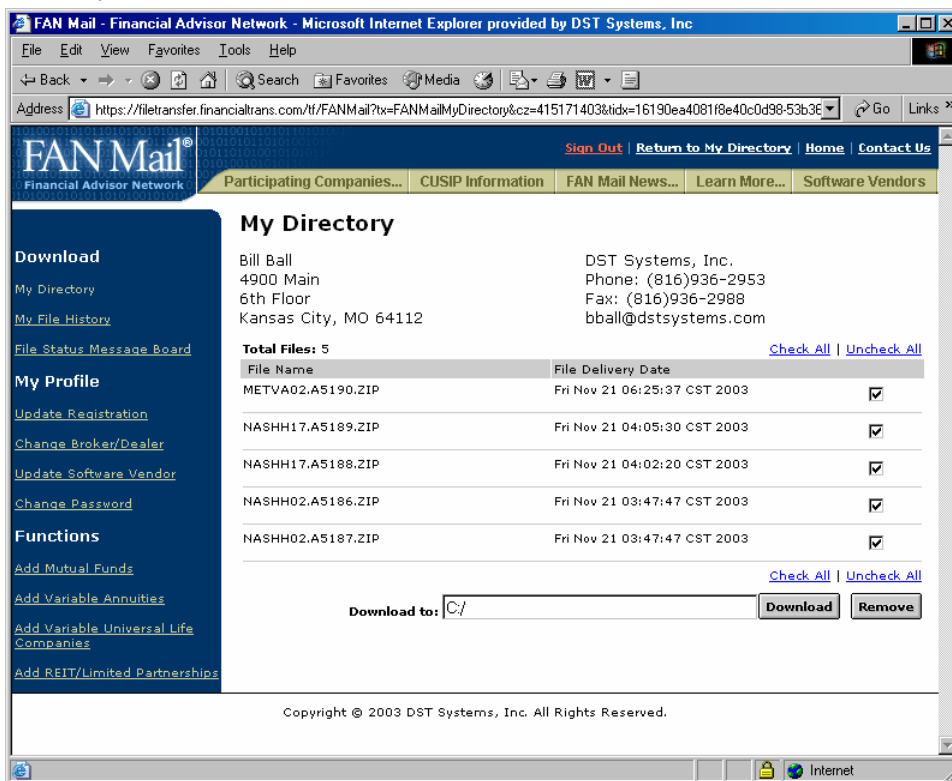 FAN Mail - Financial Advisor Network - Microsoft Internet Explorer provided by DST Systems, Inc
File Edit View Favorites Tools Help
Back Search Favorites Media
Address https://filetransfer.financialtrans.com/tf/FANMail?tx=FANMailMyDirectory&cz=415171403&tidx=16190ea4081f8e40c0d98-53b36 Go Links »
FAN Mail®
Financial Advisor Network
Sign Out | Return to My Directory | Home | Contact Us
Participating Companies... CUSIP Information FAN Mail News... Learn More... Software Vendors
Download
My Directory
My File History
File Status Message Board
My Profile
Update Registration
Change Broker/Dealer
Update Software Vendor
Change Password
Functions
Add Mutual Funds
Add Variable Annuities
Add Variable Universal Life
Companies
Add REIT/Limited Partnerships
My Directory
Bill Ball
4900 Main
6th Floor
Kansas City, MO 64112
DST Systems, Inc.
Phone: (816)936-2953
Fax: (816)936-2988
bball@dstsystems.com
Total Files: 5 Check All | Uncheck All
File Name File Delivery Date
METVA02.A5190.ZIP Fri Nov 21 06:25:37 CST 2003
NASHH17.A5189.ZIP Fri Nov 21 04:05:30 CST 2003
NASHH17.A5188.ZIP Fri Nov 21 04:02:20 CST 2003
NASHH02.A5186.ZIP Fri Nov 21 03:47:47 CST 2003
NASHH02.A5187.ZIP Fri Nov 21 03:47:47 CST 2003
Check All | Uncheck All
Download to: C:/ Download Remove
Copyright © 2003 DST Systems, Inc. All Rights Reserved.
Internet